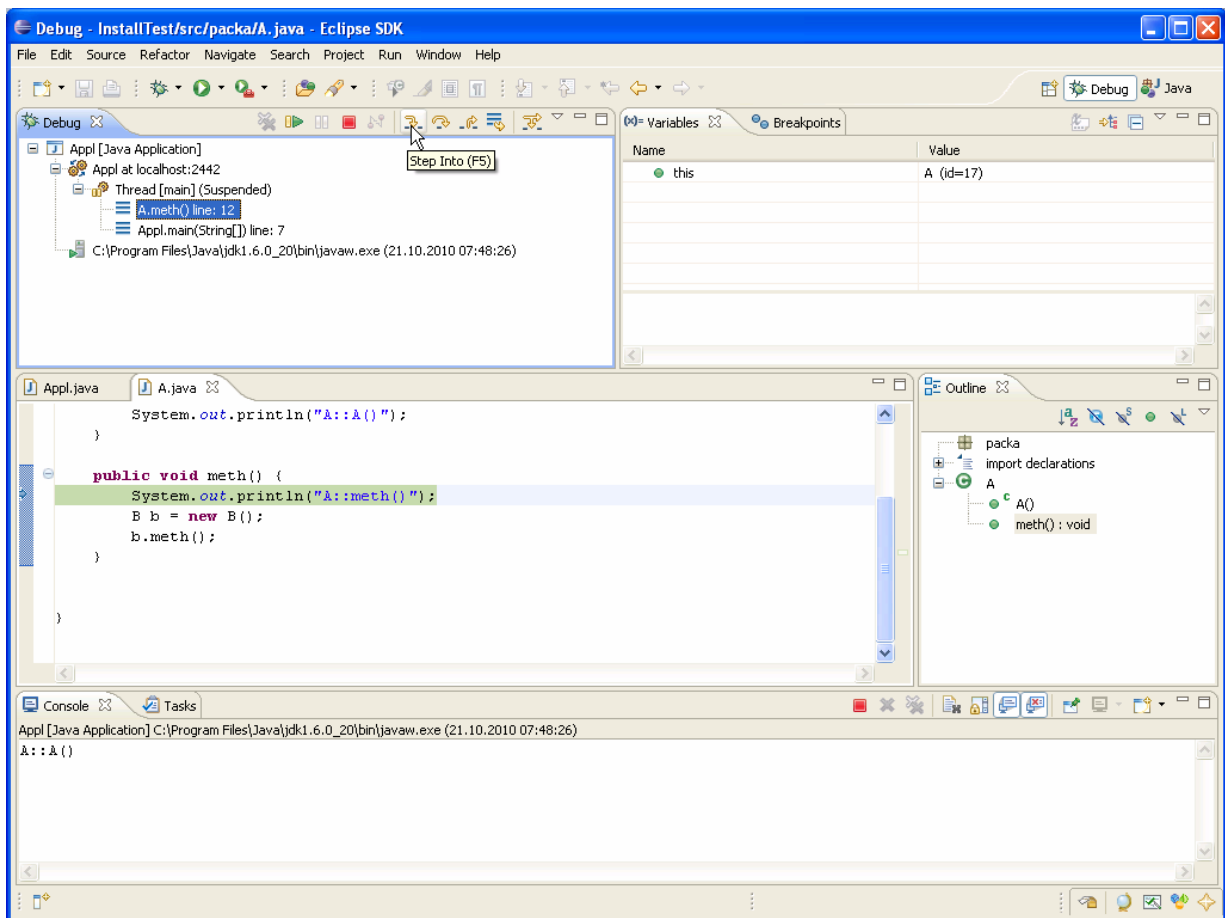 Debug - InstallTest/src/packa/A.java - Eclipse SDK
File Edit Source Refactor Navigate Search Project Run Window Help
Debug Java
Debug
Step Into (F5)
Appl [Java Application]
Appl at localhost:2442
Thread [main] (Suspended)
A.meth() line: 12
Appl.main(String[]) line: 7
C:\Program Files\Java\jdk1.6.0_20\bin\javaw.exe (21.10.2010 07:48:26)
(x)= Variables Breakpoints
Name Value
this A (id=17)
Appl.java A.java
System.out.println("A::A()");
}
public void meth() {
System.out.println("A::meth()");
B b = new B();
b.meth();
}
}
Outline
packa
import declarations
A
A()
meth() : void
Console Tasks
Appl [Java Application] C:\Program Files\Java\jdk1.6.0_20\bin\javaw.exe (21.10.2010 07:48:26)
A::A()